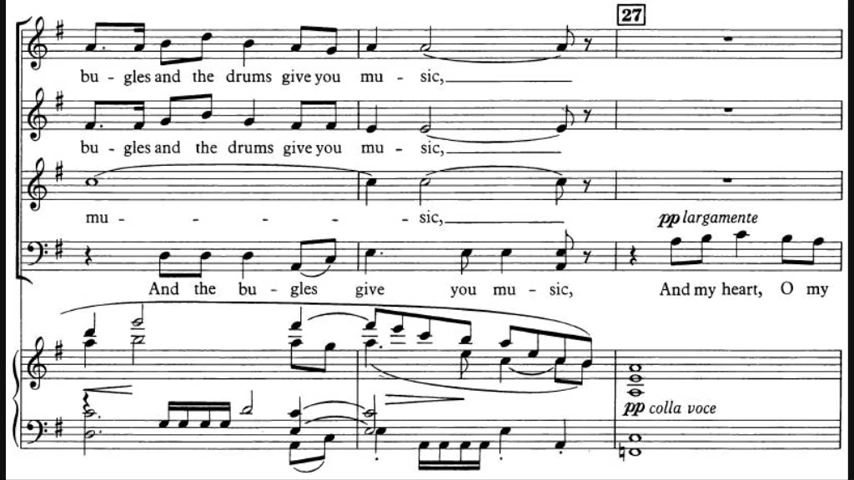 27
bu - gles and the drums give you mu - sic,
bu - gles and the drums give you mu - sic,
mu - - - - sic,
pp largamente
And the bu - gles give you mu - sic, And my heart, O my
pp colla voce